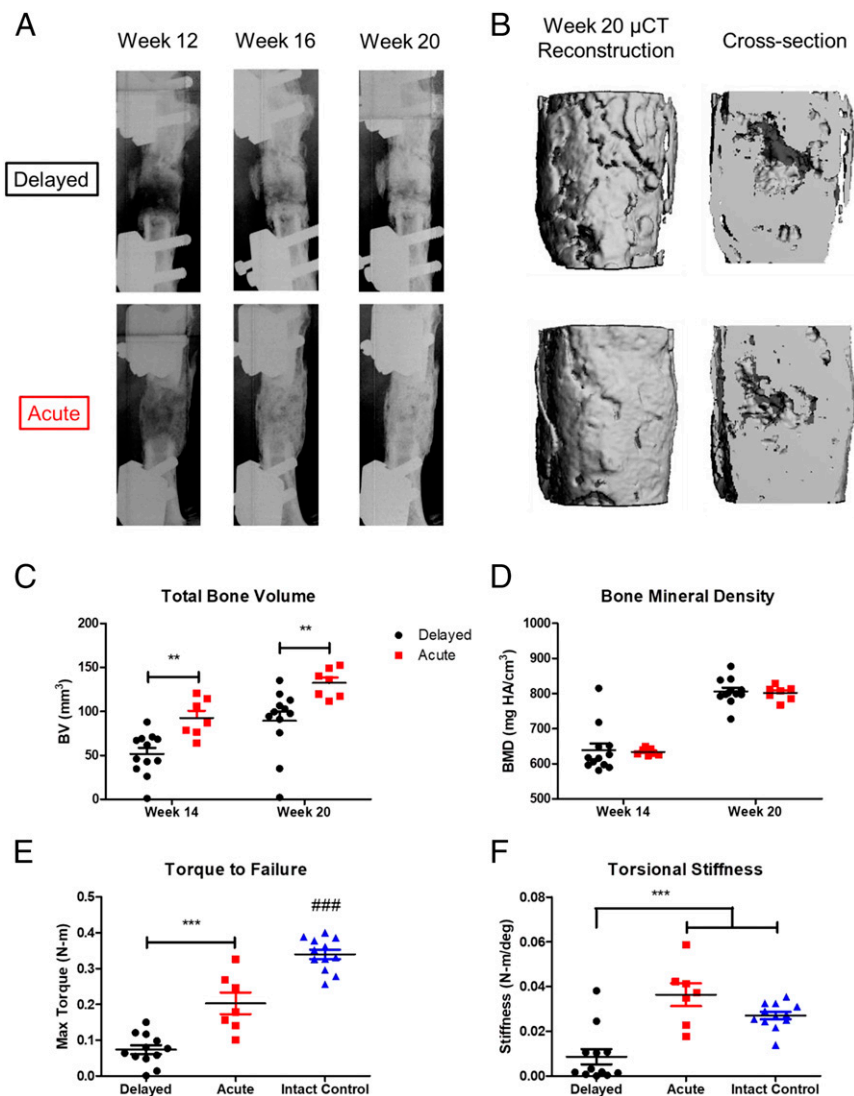 A
Week 12
Week 16
Week 20
Delayed
Acute
B
Week 20 µCT
Reconstruction
Cross-section
C
Total Bone Volume
BV (mm³)
200
150
100
50
0
**
**
Week 14
Week 20
Delayed
Acute
D
Bone Mineral Density
BMD (mg HA/cm³)
1000
900
800
700
600
500
Week 14
Week 20
E
Torque to Failure
Max Torque (N-m)
0.5
0.4
0.3
0.2
0.1
0.0
***
###
Delayed
Acute
Intact Control
F
Torsional Stiffness
Stiffness (N-m/deg)
0.08
0.06
0.04
0.02
0.00
***
Delayed
Acute
Intact Control